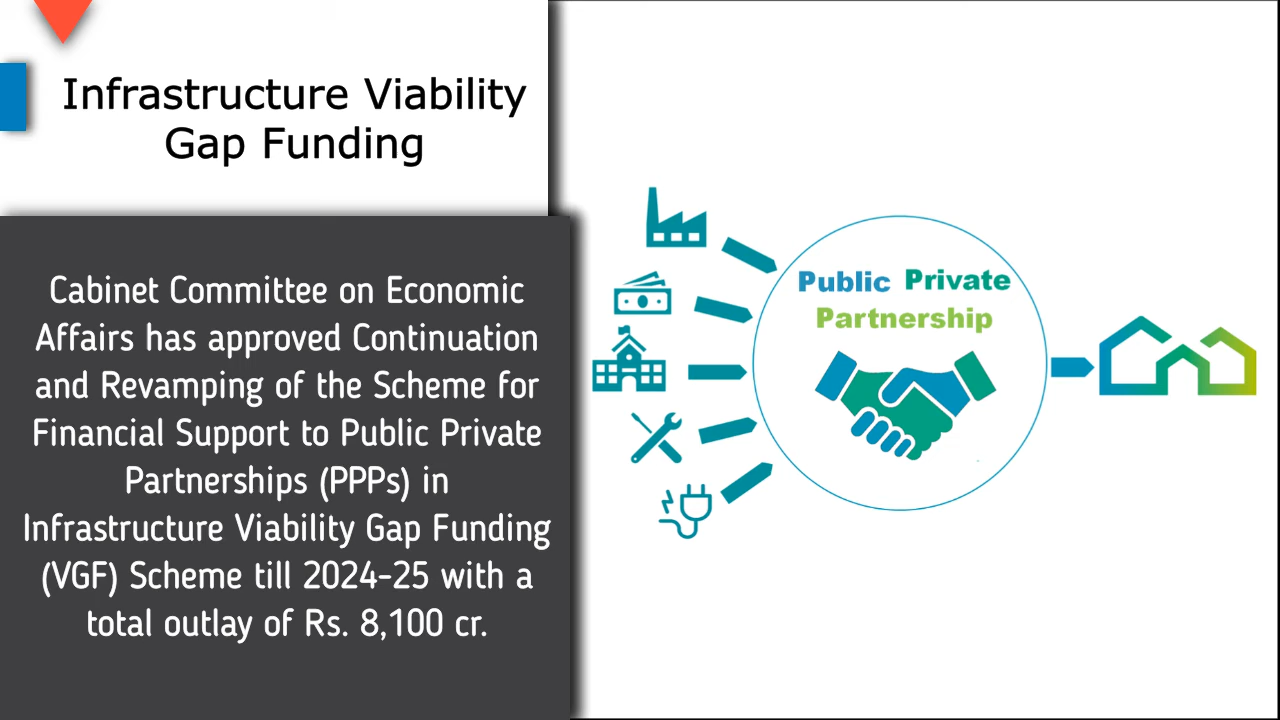 Infrastructure Viability
Gap Funding
Cabinet Committee on Economic
Affairs has approved Continuation
and Revamping of the Scheme for
Financial Support to Public Private
Partnerships (PPPs) in
Infrastructure Viability Gap Funding
(VGF) Scheme till 2024-25 with a
total outlay of Rs. 8,100 cr.
Public Private
Partnership